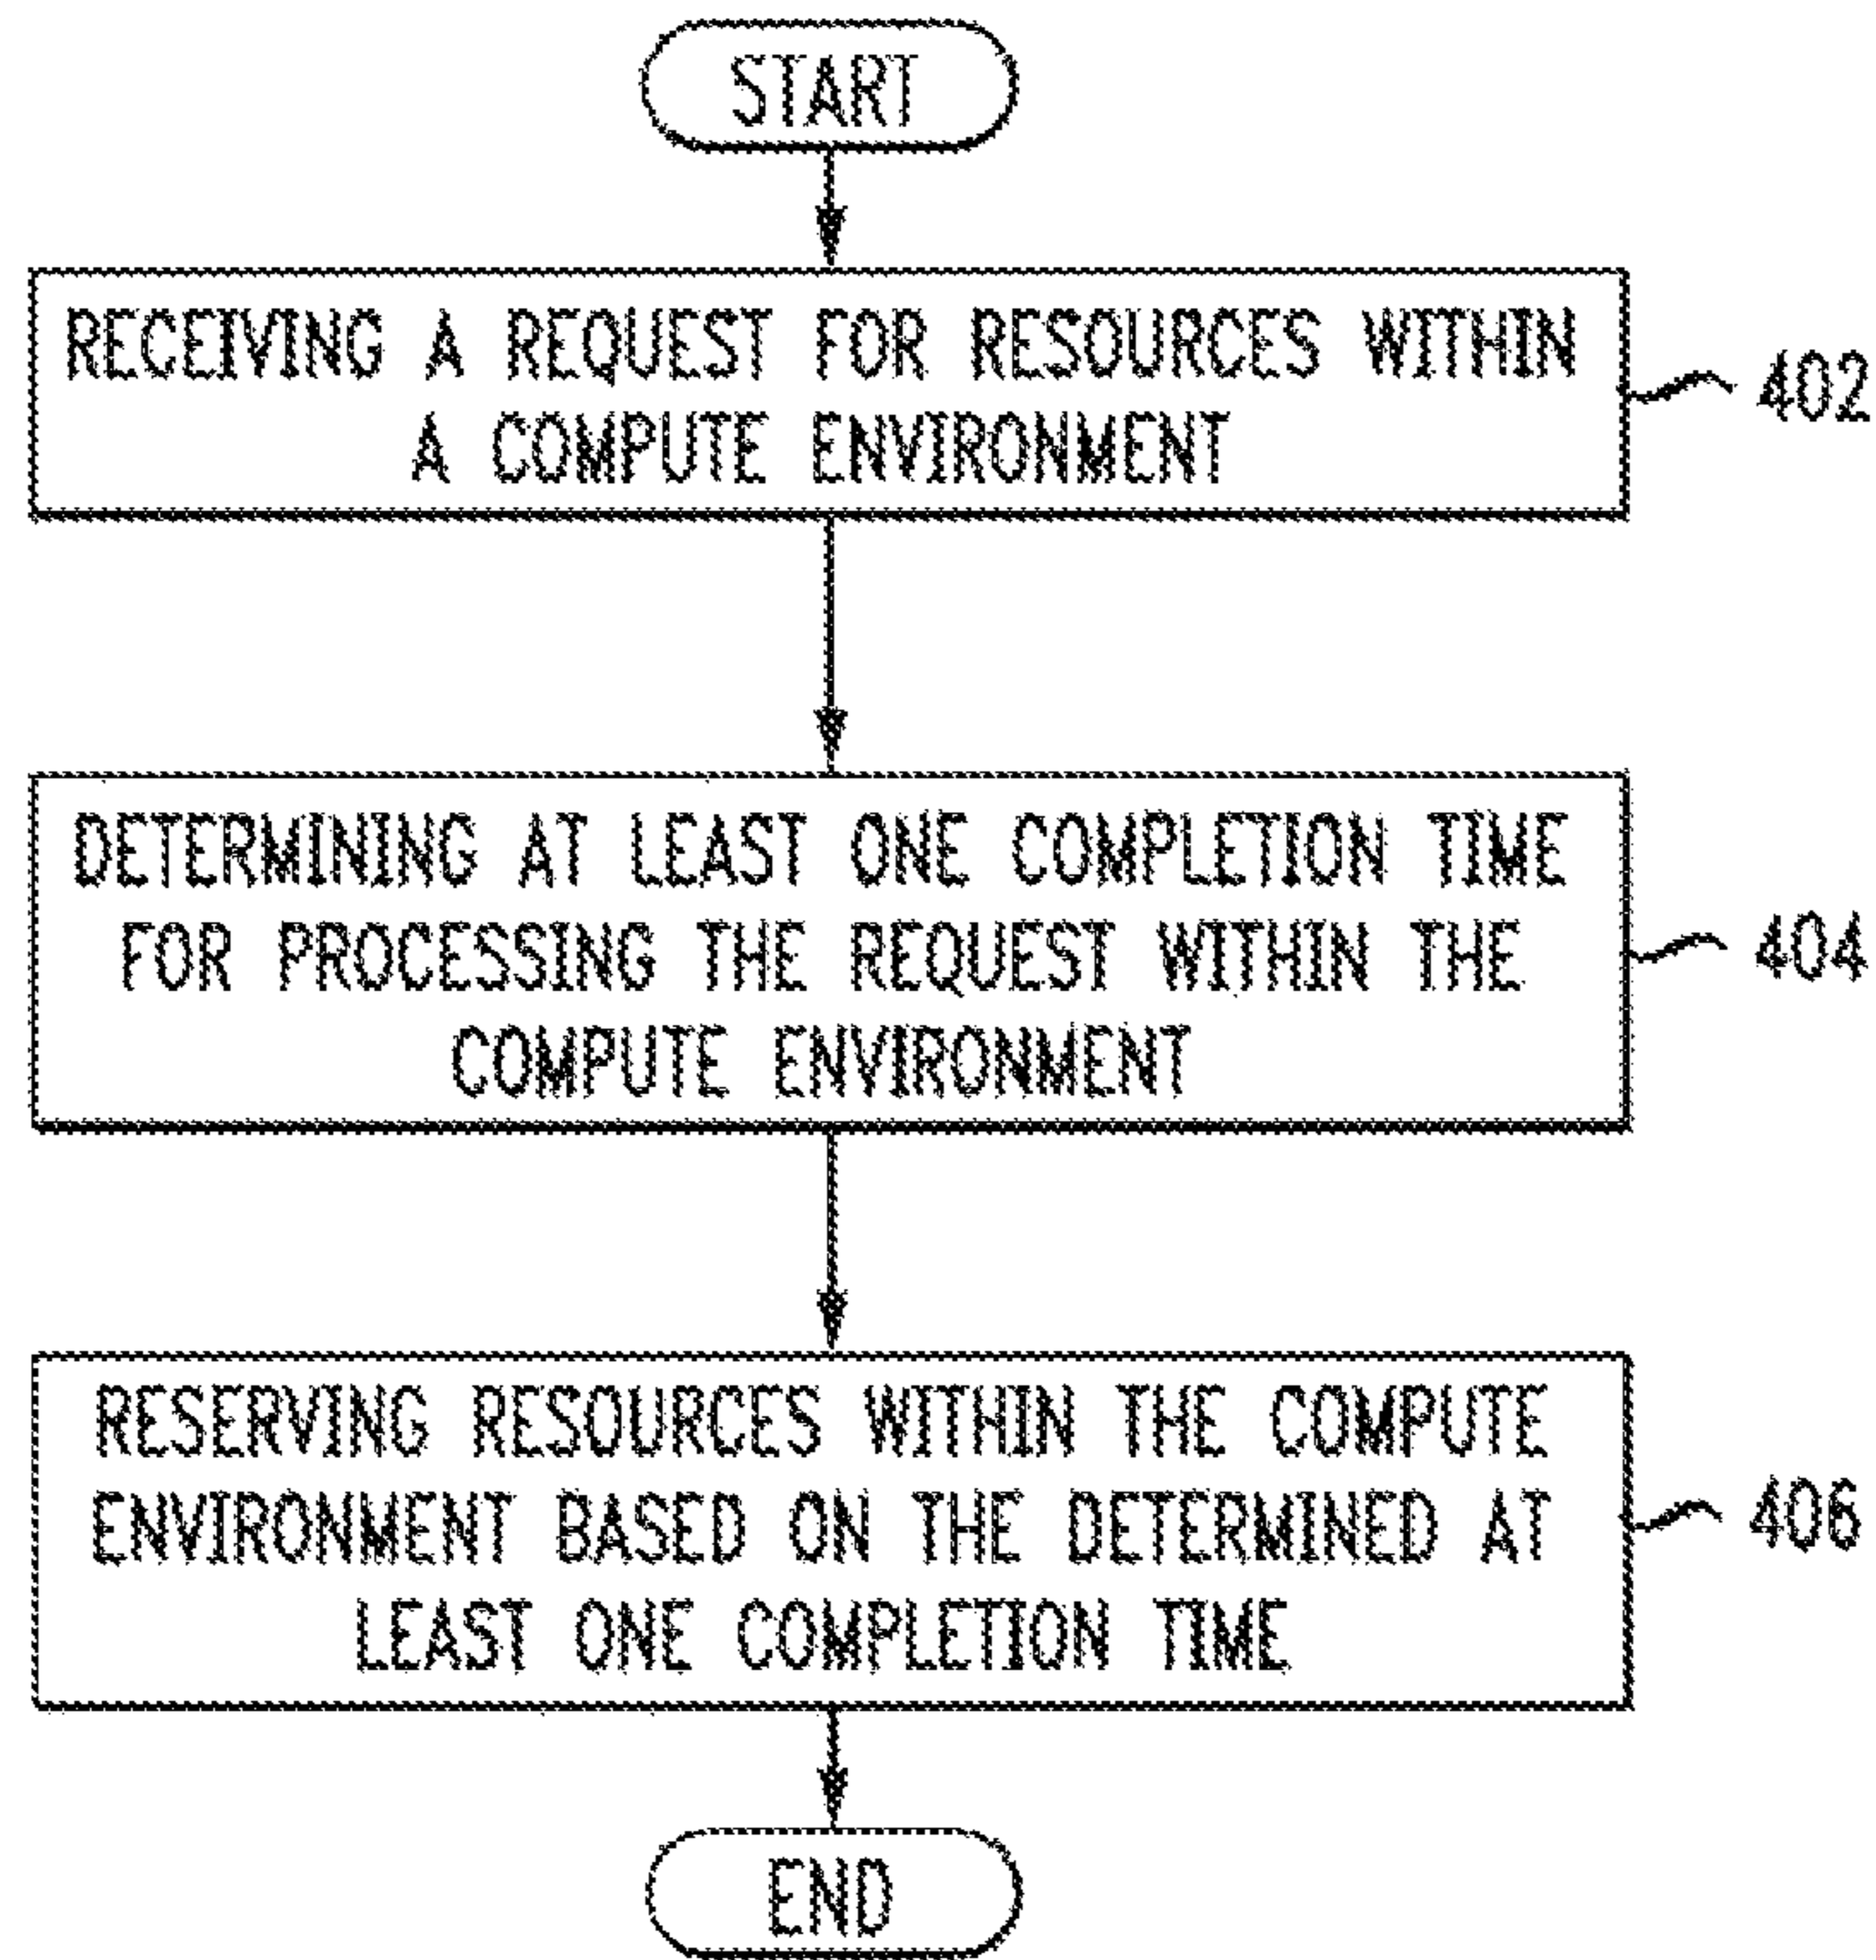 START
RECEIVING A REQUEST FOR RESOURCES WITHIN
A COMPUTE ENVIRONMENT
402
DETERMINING AT LEAST ONE COMPLETION TIME
FOR PROCESSING THE REQUEST WITHIN THE
COMPUTE ENVIRONMENT
404
RESERVING RESOURCES WITHIN THE COMPUTE
ENVIRONMENT BASED ON THE DETERMINED AT
LEAST ONE COMPLETION TIME
406
END